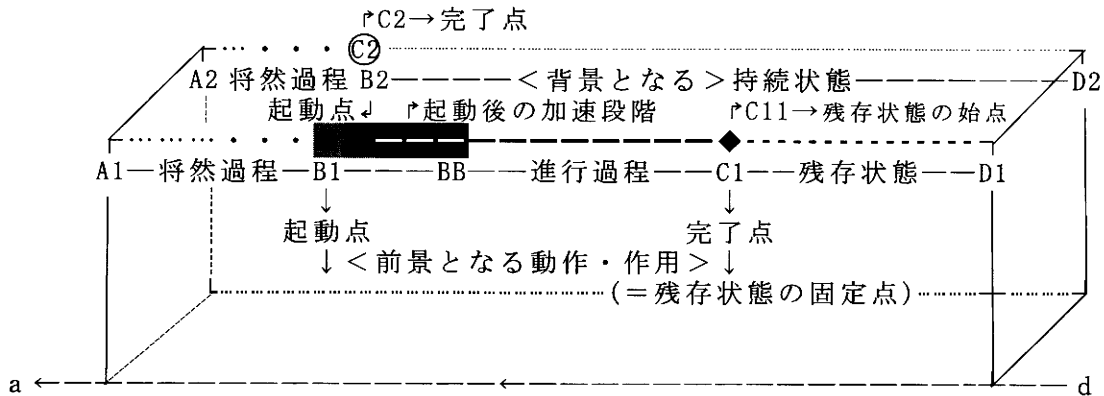 ↱C2→完了点
C2
A2 将然過程 B2―――――＜背景となる＞持続状態――――――――D2
起動点↲ ↱起動後の加速段階 ↱C11→残存状態の始点
A1―将然過程―B1―――BB―――進行過程――C1――残存状態――D1
↓ ↓
起動点 完了点
↓＜前景となる動作・作用＞↓
(＝残存状態の固定点)
a d